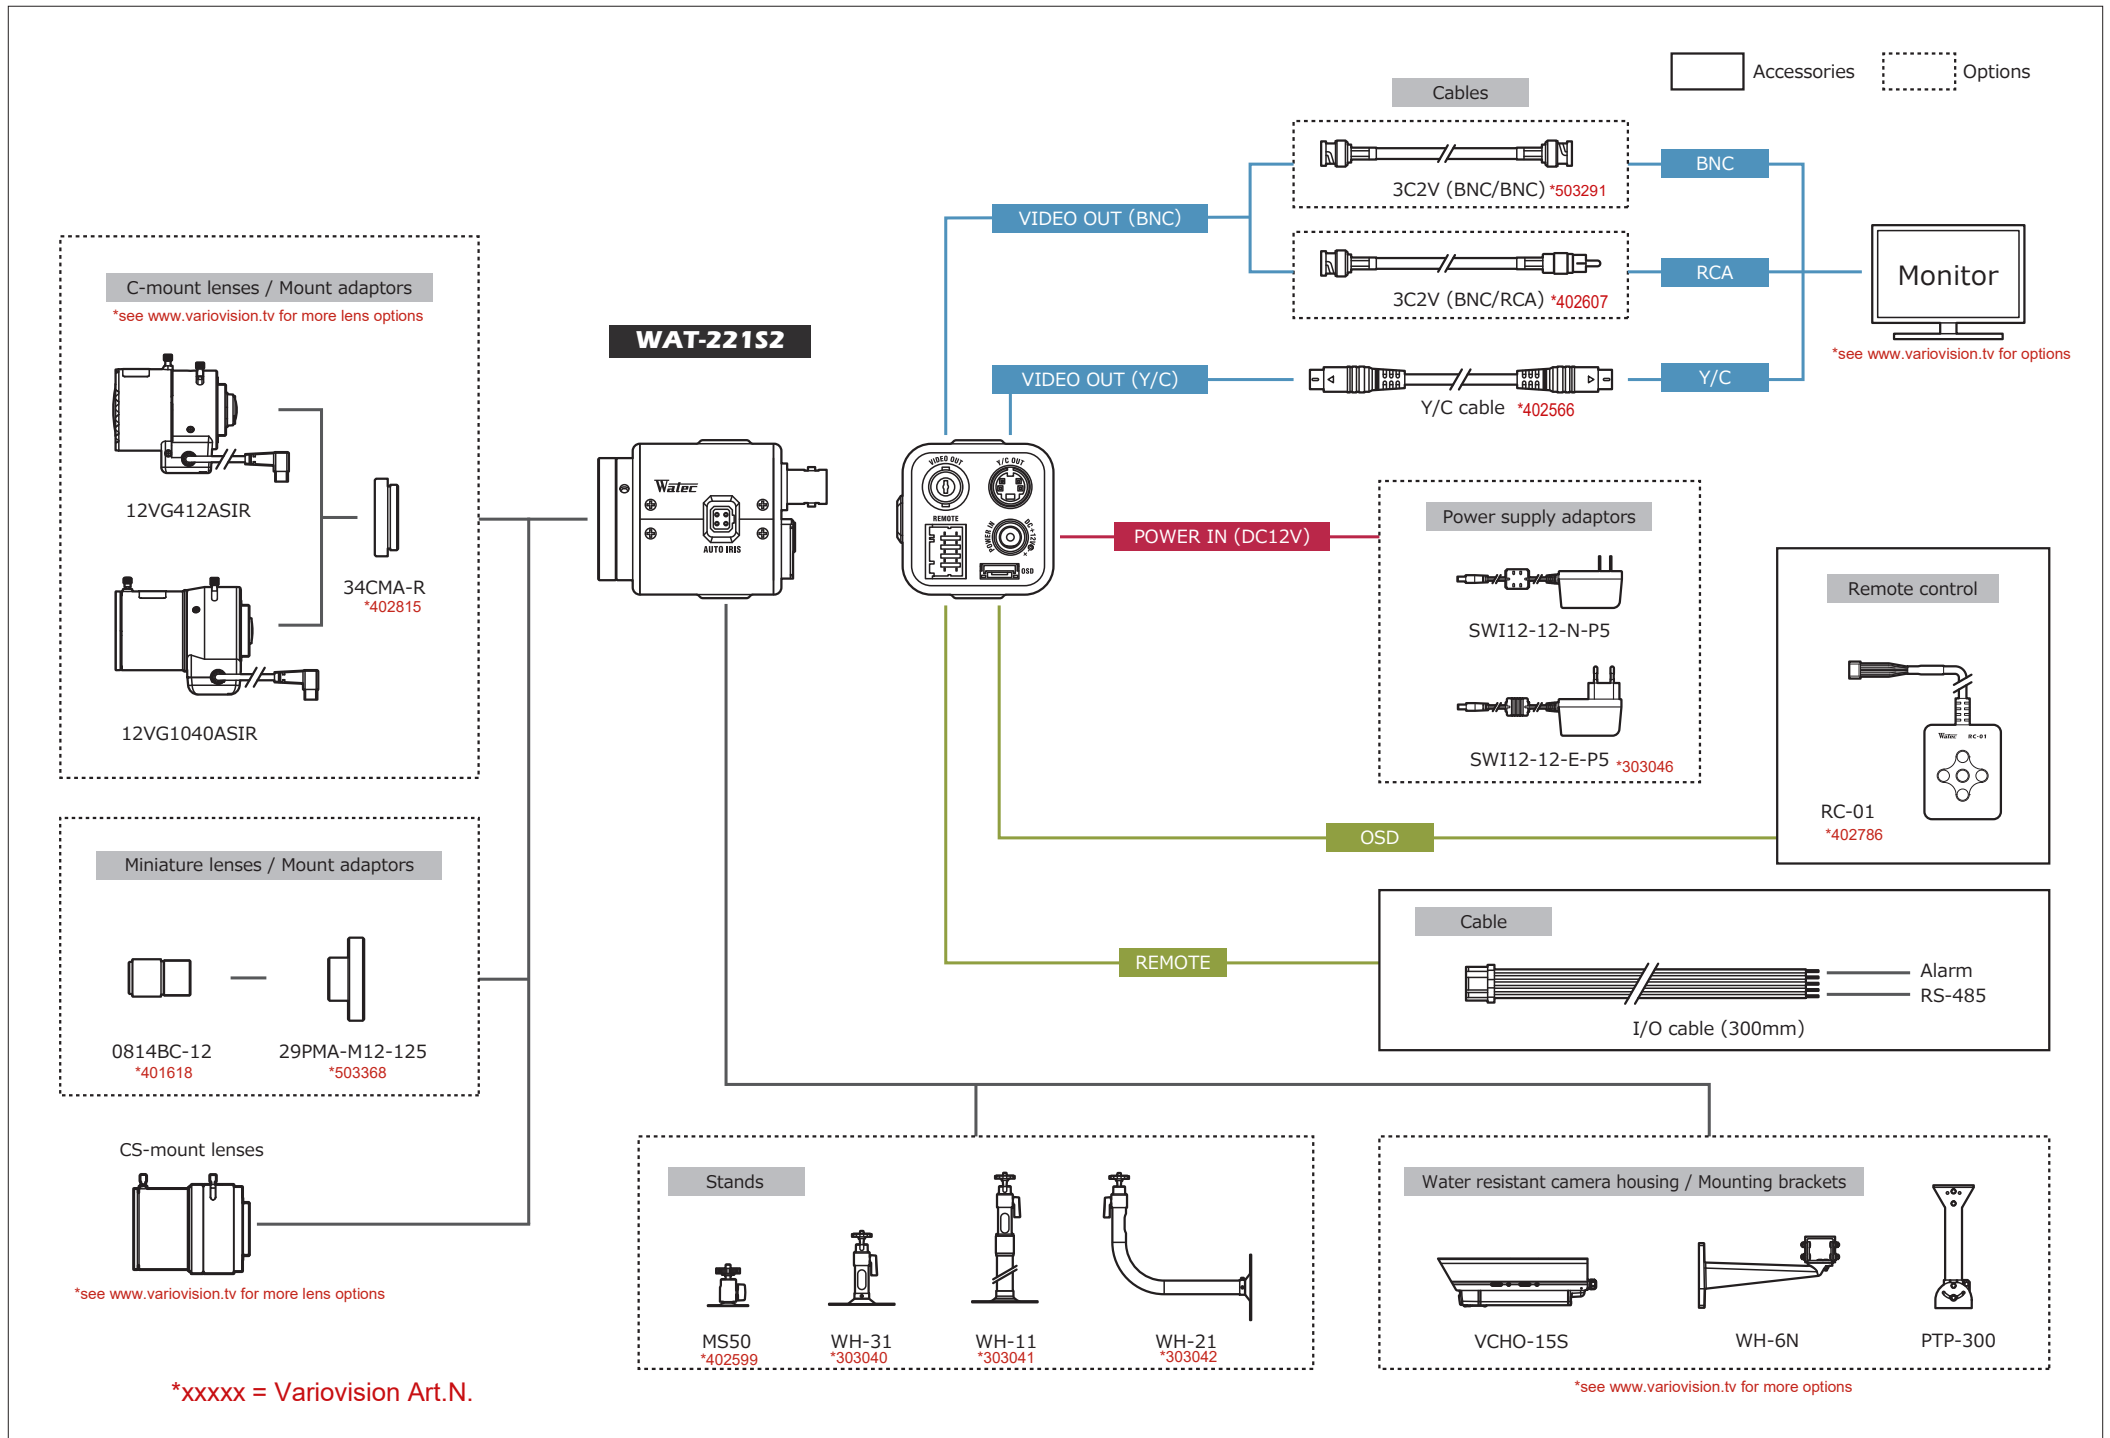 Accessories
Options
Cables
3C2V (BNC/BNC) *503291
BNC
VIDEO OUT (BNC)
3C2V (BNC/RCA) *402607
RCA
Monitor
*see www.variovision.tv for options
VIDEO OUT (Y/C)
Y/C cable *402566
Y/C
C-mount lenses / Mount adaptors
*see www.variovision.tv for more lens options
12VG412ASIR
34CMA-R
*402815
12VG1040ASIR
WAT-221S2
Watec
AUTO IRIS
VIDEO OUT
Y/C OUT
REMOTE
POWER IN
DC+12V
OSD
POWER IN (DC12V)
Power supply adaptors
SWI12-12-N-P5
SWI12-12-E-P5 *303046
Remote control
Watec RC-01
RC-01
*402786
OSD
Miniature lenses / Mount adaptors
0814BC-12
*401618
29PMA-M12-125
*503368
REMOTE
Cable
Alarm
RS-485
I/O cable (300mm)
CS-mount lenses
*see www.variovision.tv for more lens options
Stands
MS50
*402599
WH-31
*303040
WH-11
*303041
WH-21
*303042
Water resistant camera housing / Mounting brackets
VCHO-15S
WH-6N
PTP-300
*see www.variovision.tv for more options
*xxxxx = Variovision Art.N.